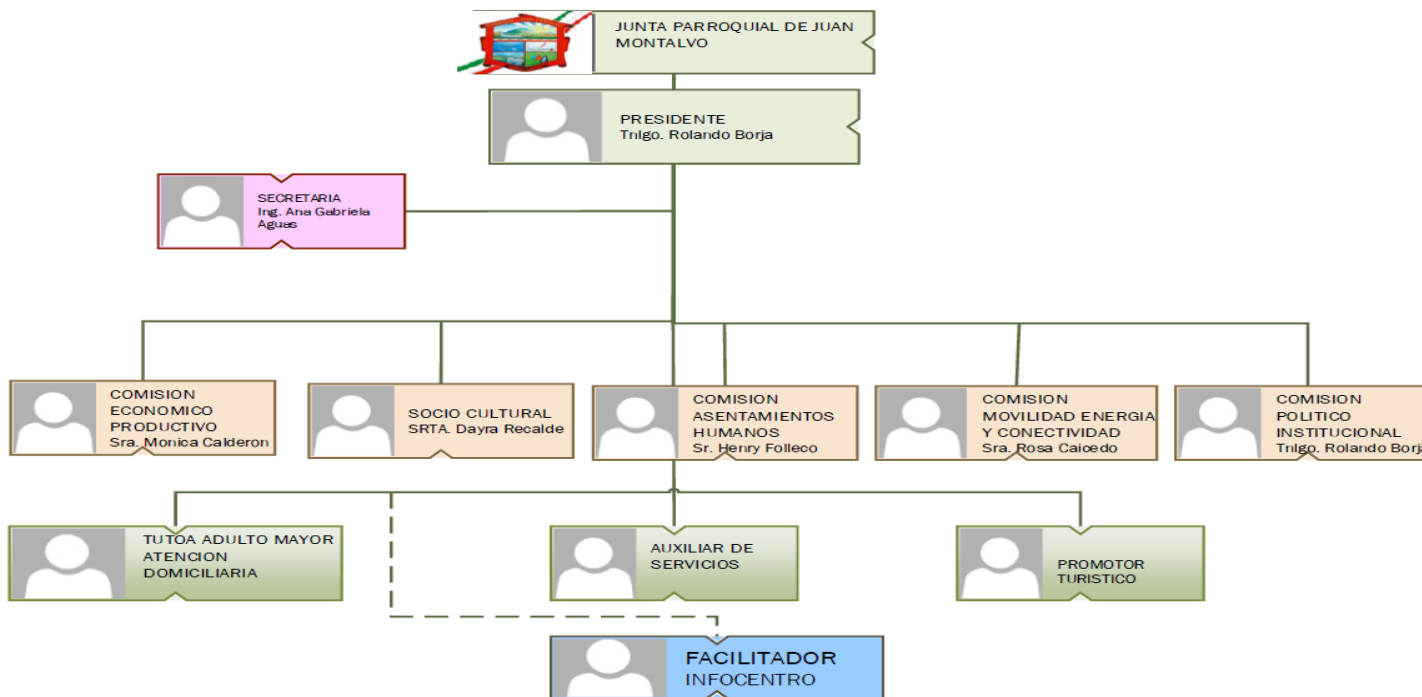 JUNTA PARROQUIAL DE JUAN
MONTALVO
PRESIDENTE
Tnlgo. Rolando Borja
SECRETARIA
Ing. Ana Gabriela
Aguas
COMISION
ECONOMICO
PRODUCTIVO
Sra. Monica Calderon
SOCIO CULTURAL
SRTA. Dayra Recalde
COMISION
ASENTAMIENTOS
HUMANOS
Sr. Henry Folleco
COMISION
MOVILIDAD ENERGIA
Y CONECTIVIDAD
Sra. Rosa Caicedo
COMISION
POLITICO
INSTITUCIONAL
Tnlgo. Rolando Borja
TUTOA ADULTO MAYOR
ATENCION
DOMICILIARIA
AUXILIAR DE
SERVICIOS
PROMOTOR
TURISTICO
FACILITADOR
INFOCENTRO